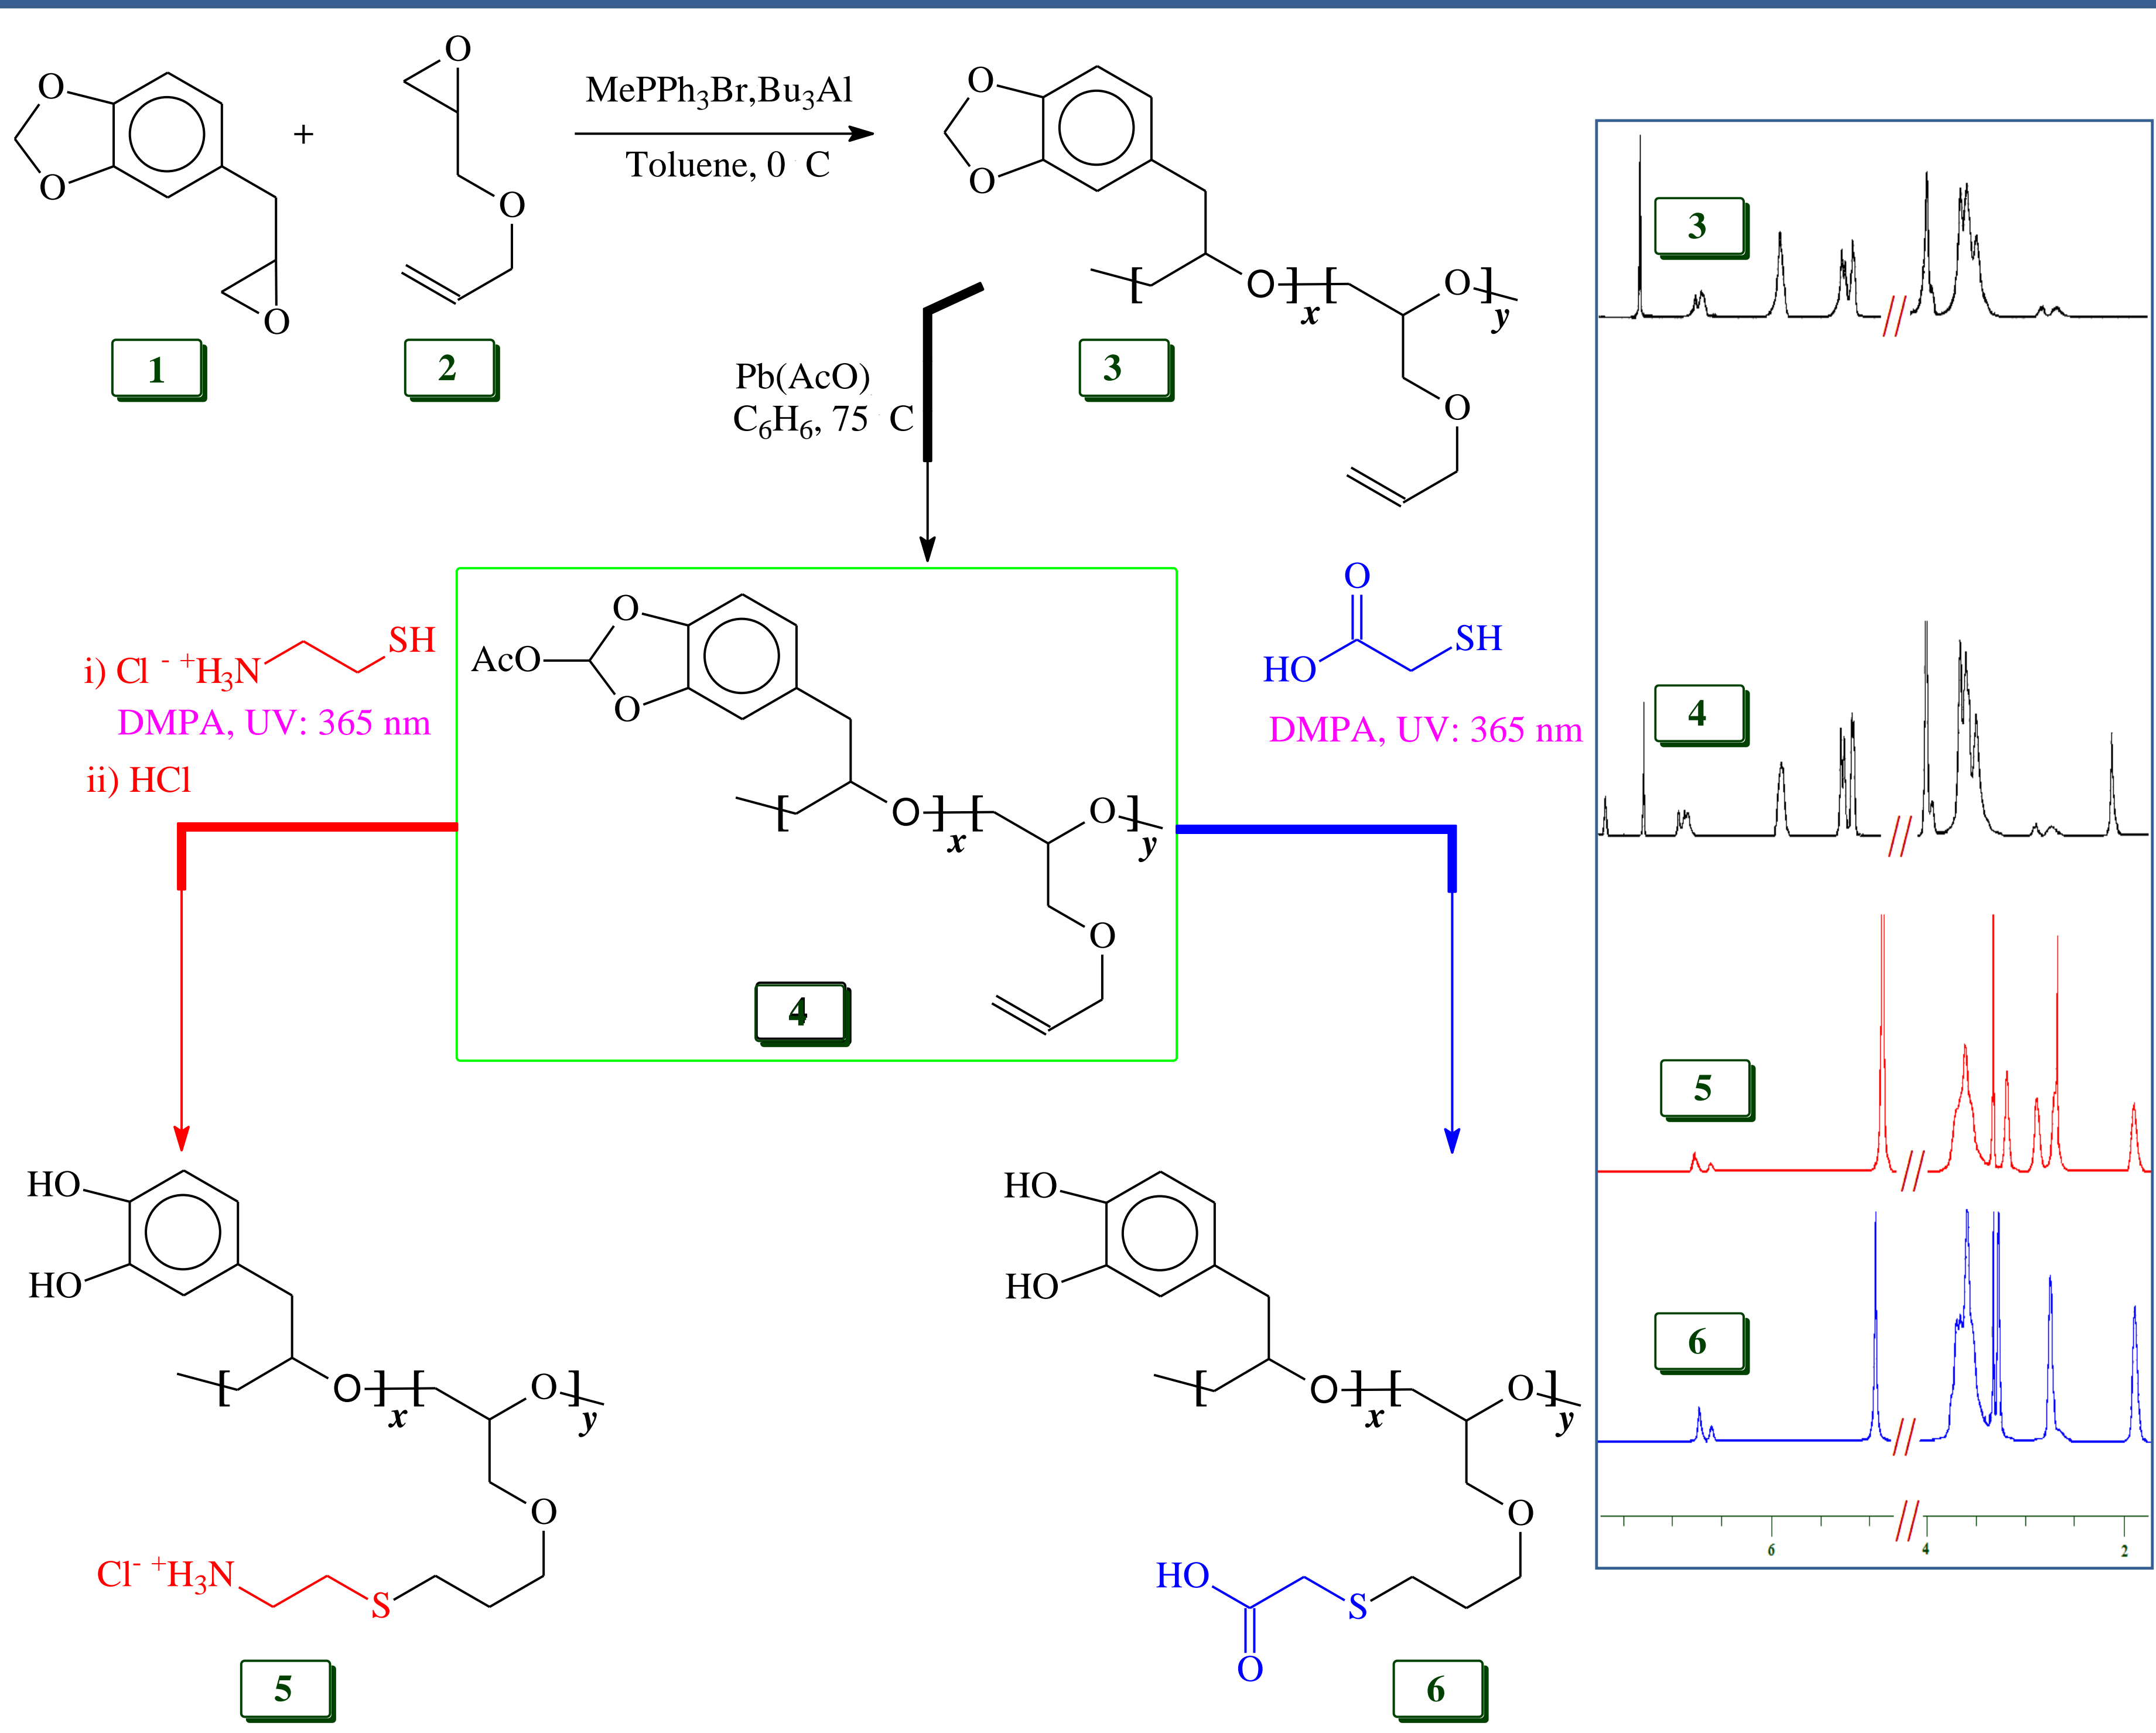 O
O
O
1
+
O
O
2
MePPh3Br,Bu3Al
Toluene, 0 C
O
O
[
O
]x
[
O
]y
O
3
Pb(AcO)
C6H6, 75 C
i) Cl - +H3N
SH
DMPA, UV: 365 nm
ii) HCl
AcO
O
O
[
O
]x
[
O
]y
O
4
O
HO
SH
DMPA, UV: 365 nm
HO
HO
[
O
]x
[
O
]y
O
Cl- +H3N
S
5
HO
HO
[
O
]x
[
O
]y
O
HO
S
O
6
3
4
5
6
6
4
2